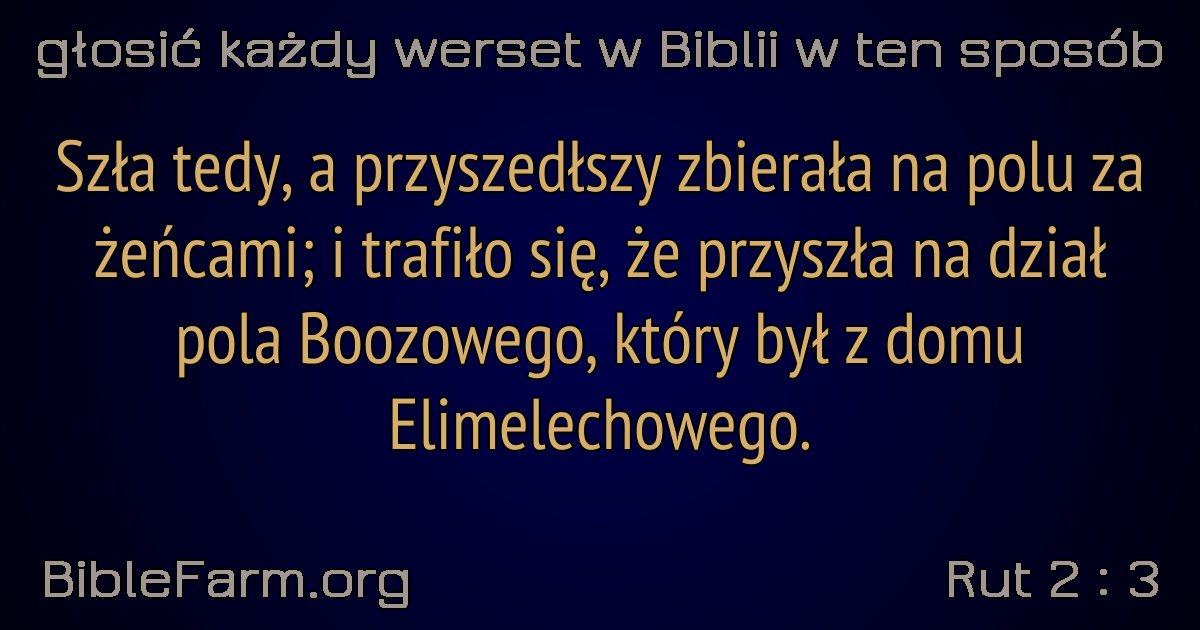 głosić każdy werset w Biblii w ten sposób
Szła tedy, a przyszedłszy zbierała na polu za
żeńcami; i trafiło się, że przyszła na dział
pola Boozowego, który był z domu
Elimelechowego.
BibleFarm.org
Rut 2 : 3